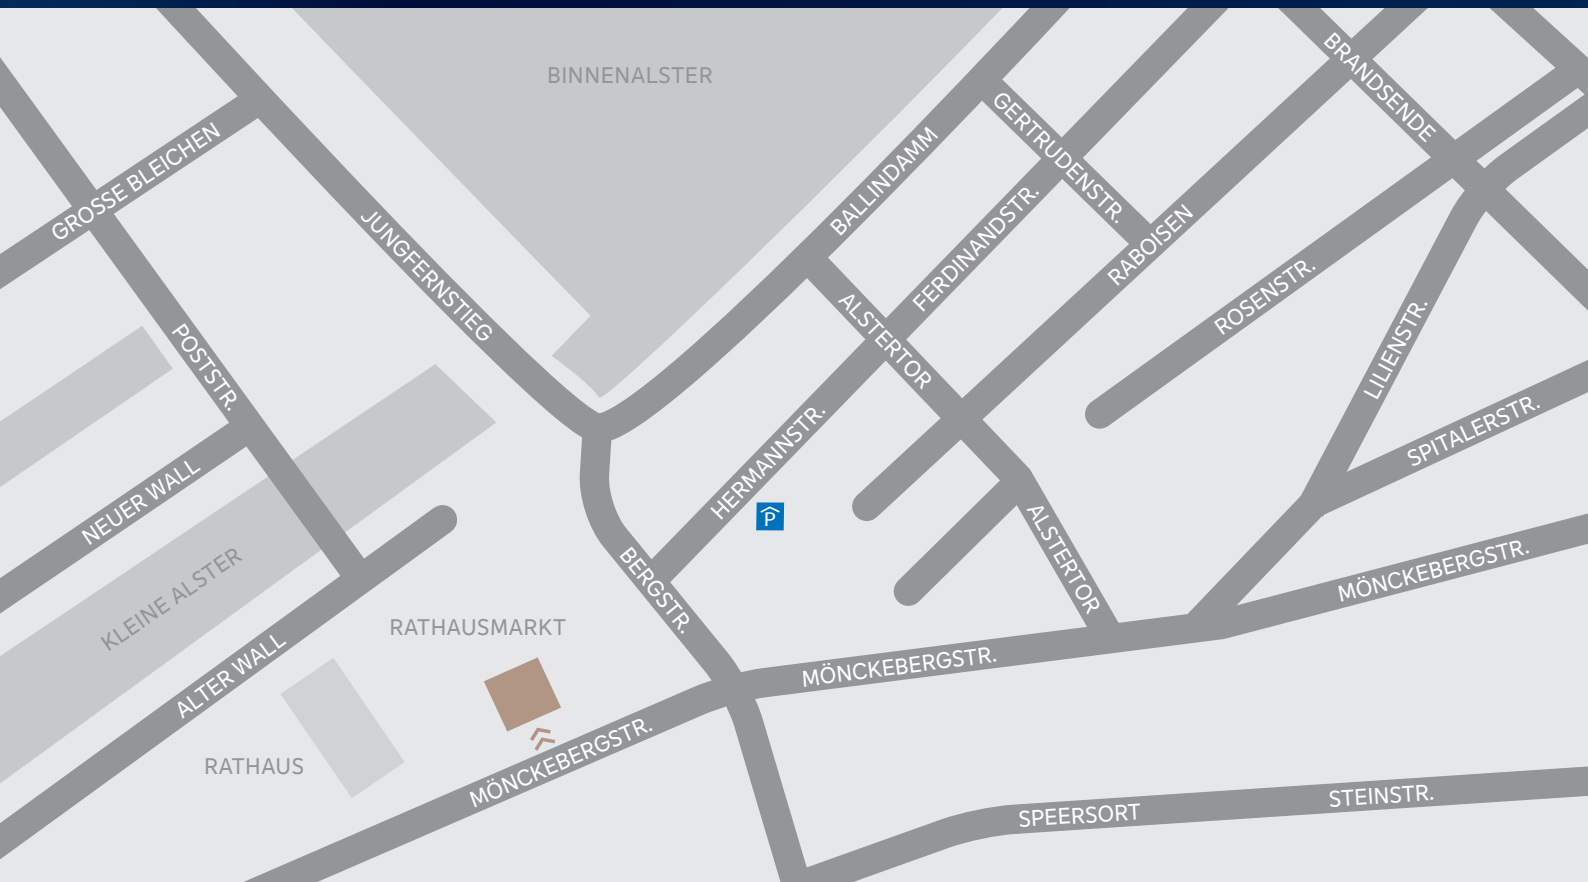 BINNENALSTER
BRANDSENDE
GERTRUDENSTR.
GROSSE BLEICHEN
BALLINDAMM
JUNGFERNSTIEG
FERDINANDSTR.
RABOISEN
ROSENSTR.
ALSTERTOR
POSTSTR.
LILIENSTR.
SPITALERSTR.
HERMANNSTR.
NEUER WALL
P
KLEINE ALSTER
ALSTERTOR
MÖNCKEBERGSTR.
BERGSTR.
RATHAUSMARKT
ALTER WALL
MÖNCKEBERGSTR.
RATHAUS
MÖNCKEBERGSTR.
STEINSTR.
SPEERSORT